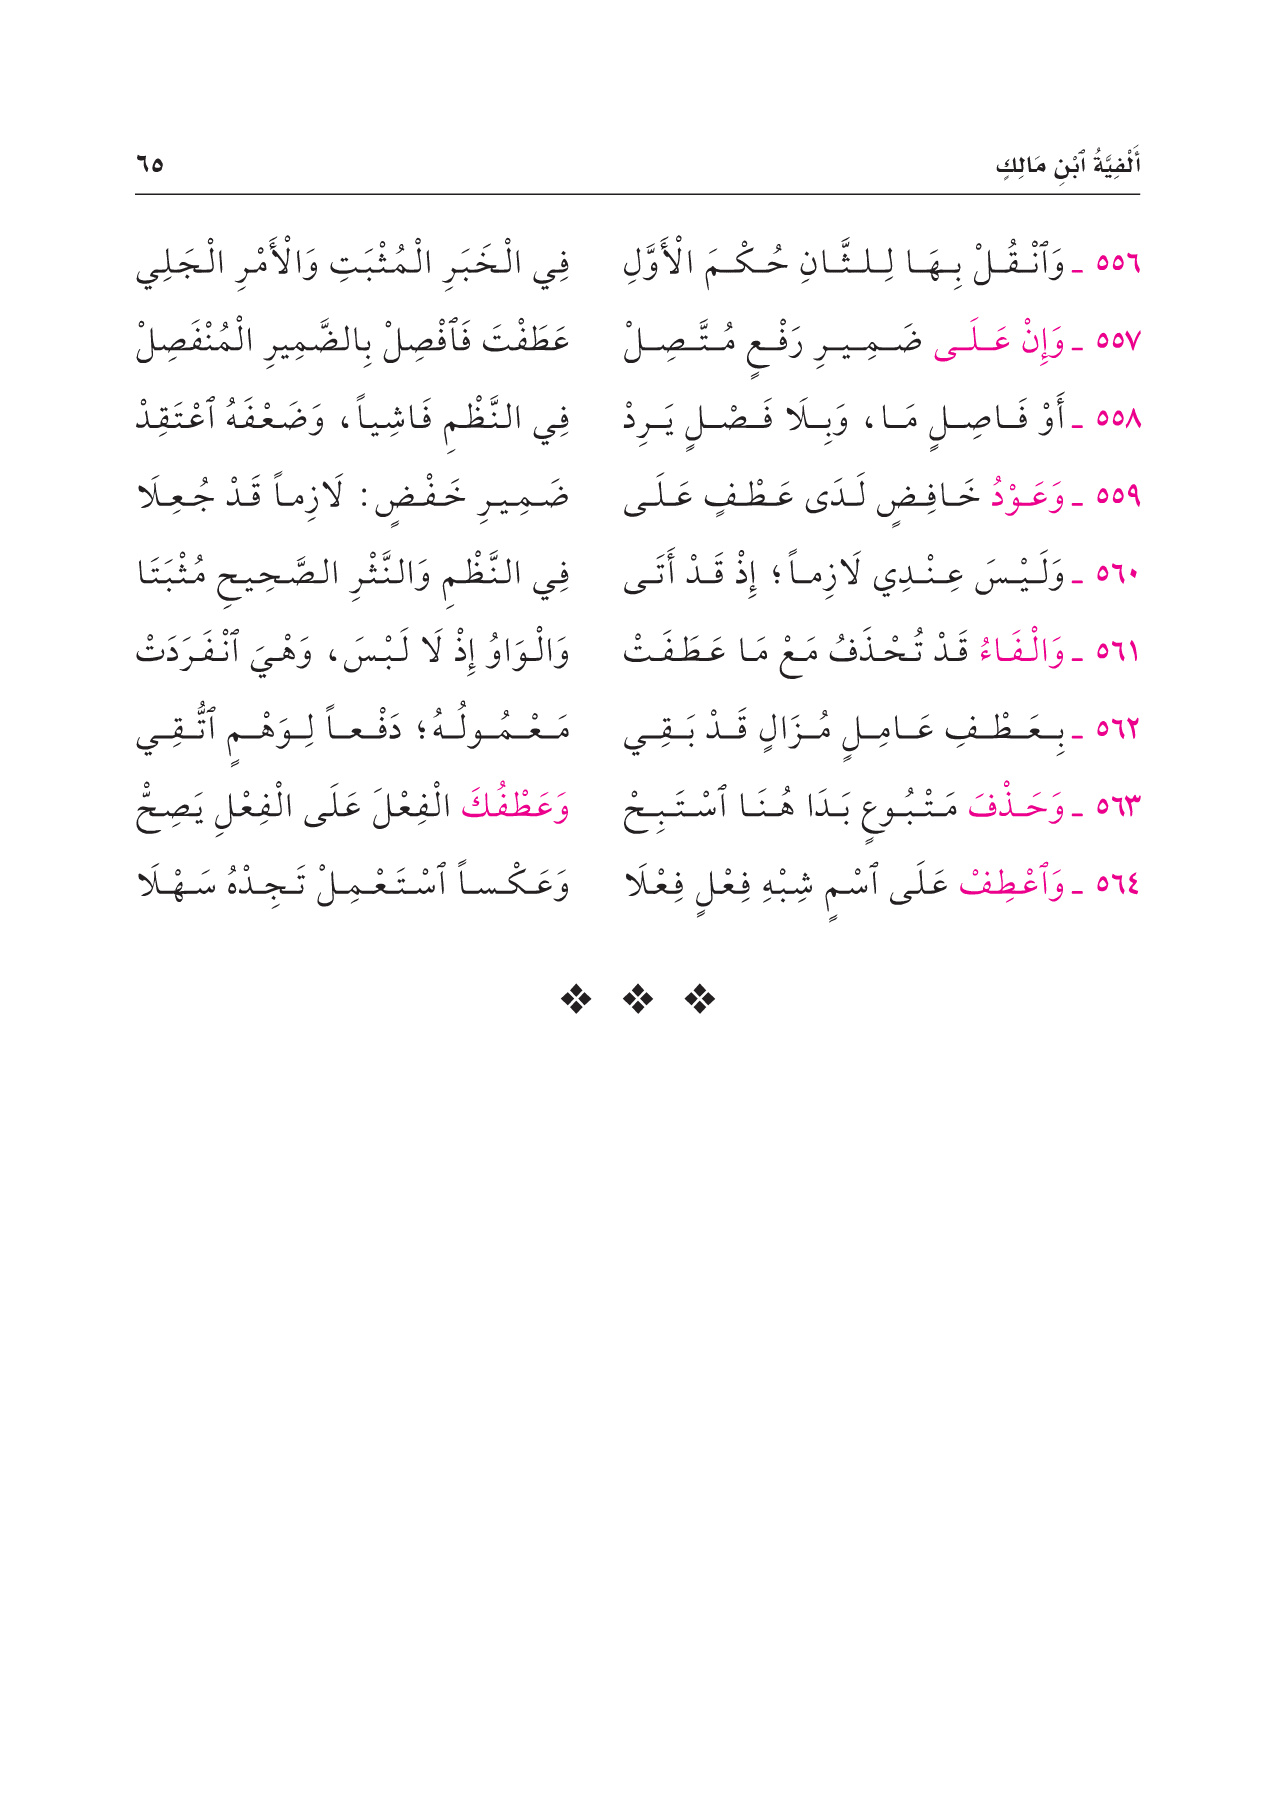 أَلْفِيَّةُ ٱبْنِ مَالِكٍ ٦٥
٥٥٦ ـ وَٱنْقُلْ بِهَا لِلثَّانِ حُكْمَ الْأَوَّلِ فِي الْخَبَرِ الْمُثْبَتِ وَالْأَمْرِ الْجَلِي
٥٥٧ ـ وَإِنْ عَلَى ضَمِيرِ رَفْعٍ مُتَّصِلْ عَطَفْتَ فَٱفْصِلْ بِالضَّمِيرِ الْمُنْفَصِلْ
٥٥٨ ـ أَوْ فَاصِلٍ مَا، وَبِلَا فَصْلٍ يَرِدْ فِي النَّظْمِ فَاشِياً، وَضَعْفَهُ ٱعْتَقِدْ
٥٥٩ ـ وَعَوْدُ خَافِضٍ لَدَى عَطْفٍ عَلَى ضَمِيرِ خَفْضٍ: لَازِماً قَدْ جُعِلَا
٥٦٠ ـ وَلَيْسَ عِنْدِي لَازِماً؛ إِذْ قَدْ أَتَى فِي النَّظْمِ وَالنَّثْرِ الصَّحِيحِ مُثْبَتَا
٥٦١ ـ وَالْفَاءُ قَدْ تُحْذَفُ مَعْ مَا عَطَفَتْ وَالْوَاوُ إِذْ لَا لَبْسَ، وَهْيَ ٱنْفَرَدَتْ
٥٦٢ ـ بِعَطْفِ عَامِلٍ مُزَالٍ قَدْ بَقِي مَعْمُولُهُ؛ دَفْعاً لِوَهْمٍ ٱتُّقِي
٥٦٣ ـ وَحَذْفَ مَتْبُوعٍ بَدَا هُنَا ٱسْتَبِحْ وَعَطْفُكَ الْفِعْلَ عَلَى الْفِعْلِ يَصِحّْ
٥٦٤ ـ وَٱعْطِفْ عَلَى ٱسْمٍ شِبْهِ فِعْلٍ فِعْلَا وَعَكْساً ٱسْتَعْمِلْ تَجِدْهُ سَهْلَا